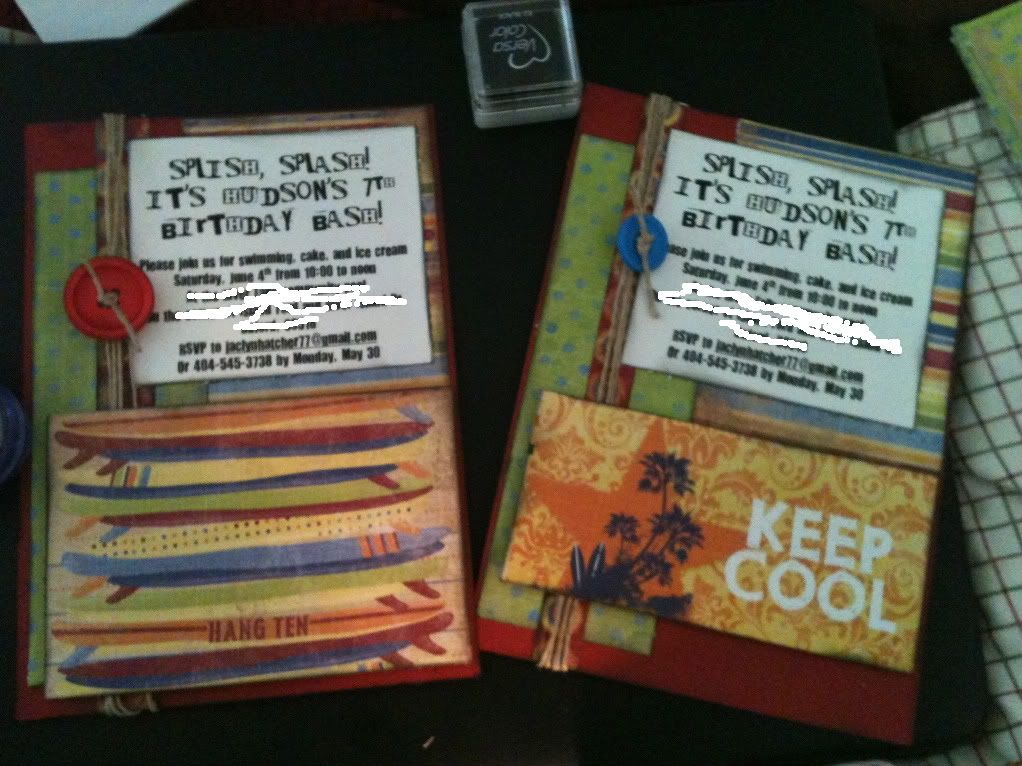 Versa
Color
SPLISH, SPLASH!
IT'S HUDSON'S 7TH
BIRTHDAY BASH!
Please join us for swimming, cake, and ice cream
Saturday, June 4th from 10:00 to noon
RSVP to jaclynhatcher77@gmail.com
Or 404-545-3738 by Monday, May 30
HANG TEN
SPLISH, SPLASH!
IT'S HUDSON'S 7TH
BIRTHDAY BASH!
ease join us for swimming, cake, and ice cream
Saturday, June 4th from 10:00 to noon
RSVP to jaclynhatcher77@gmail.com
Or 404-545-3738 by Monday, May 30
KEEP
COOL